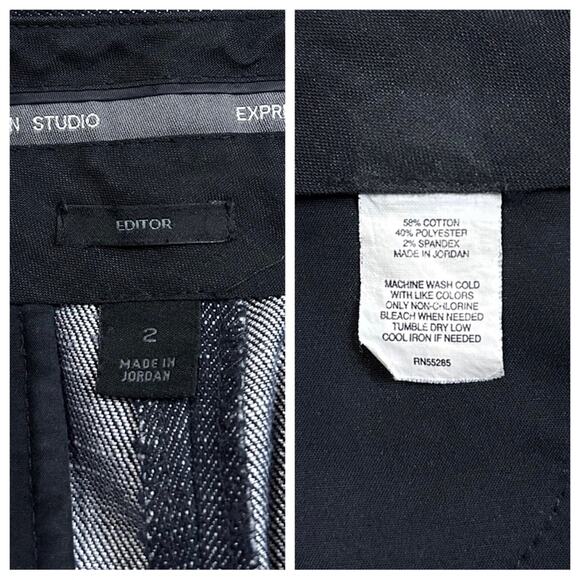 N STUDIO
EXPR
EDITOR
2
MADE IN
JORDAN
58% COTTON
40% POLYESTER
2% SPANDEX
MADE IN JORDAN
MACHINE WASH COLD
WITH LIKE COLORS
ONLY NON-CHLORINE
BLEACH WHEN NEEDED
TUMBLE DRY LOW
COOL IRON IF NEEDED
RN55285